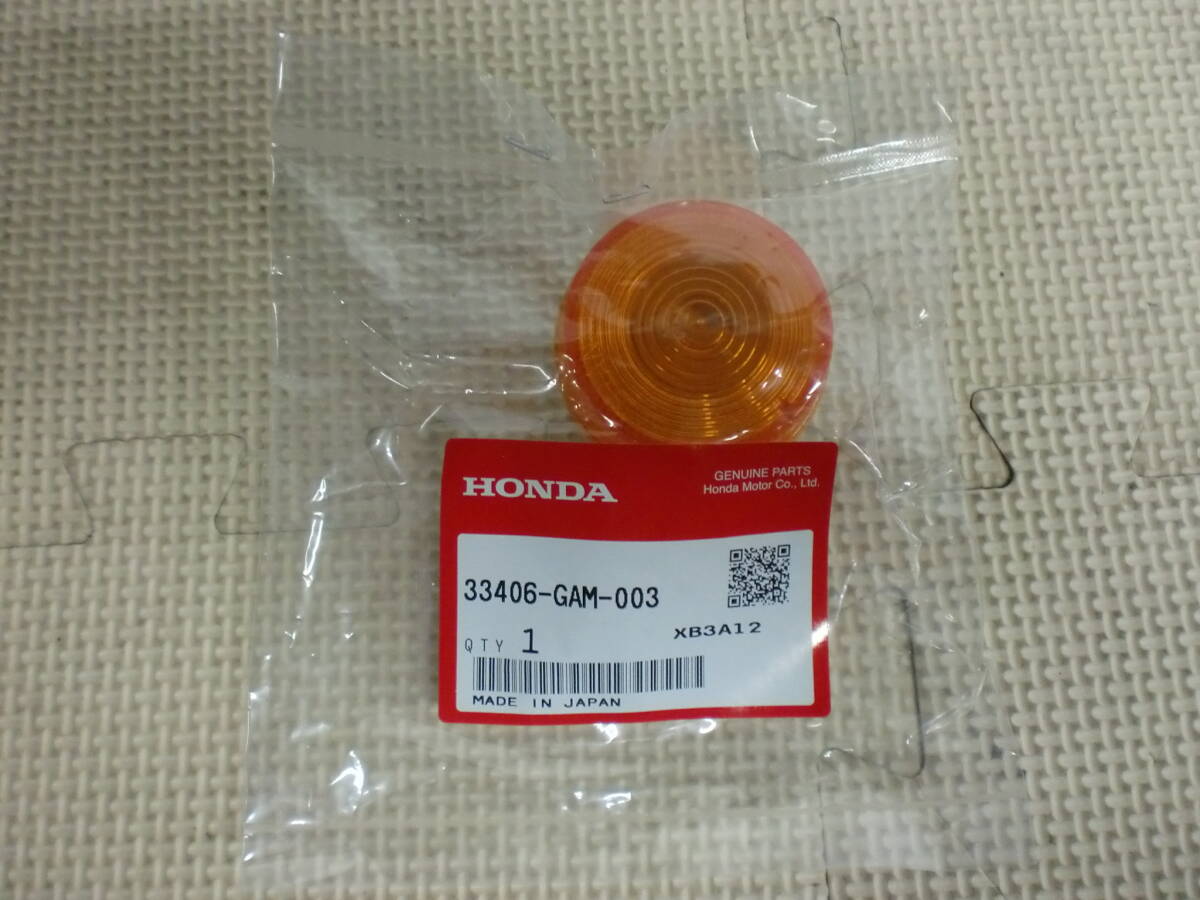 HONDA
GENUINE PARTS
Honda Motor Co., Ltd.
33406-GAM-003
XB3A12
QTY 1
MADE IN JAPAN